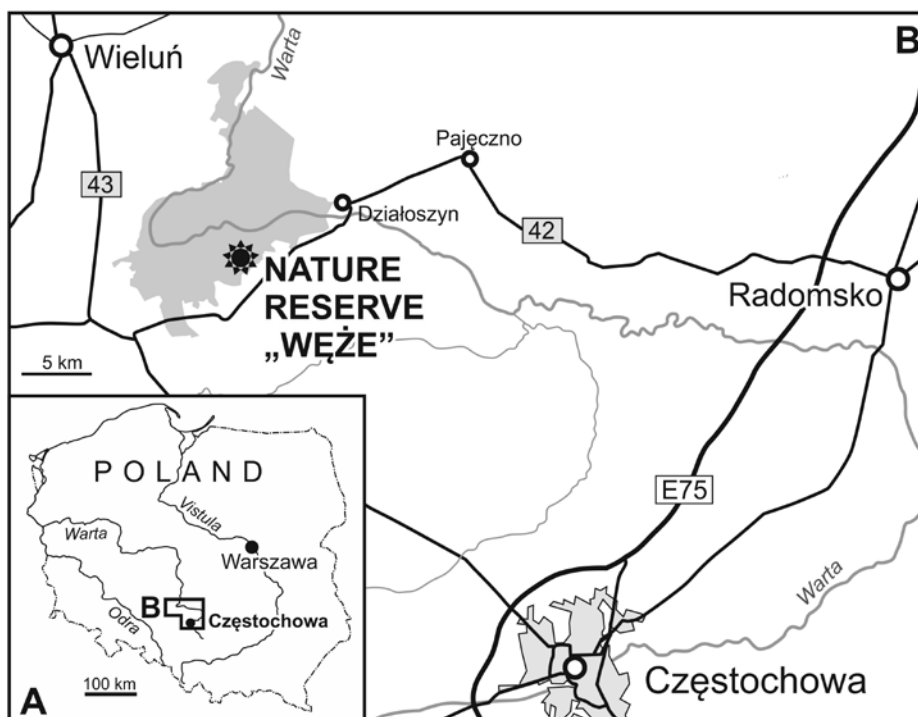 B
Wieluń
Warta
Pajęczno
43
Działoszyn
42
NATURE
RESERVE
„WĘŻE”
Radomsko
5 km
E75
Warta
Częstochowa
POLAND
Vistula
Warta
Warszawa
B
Odra
Częstochowa
100 km
A